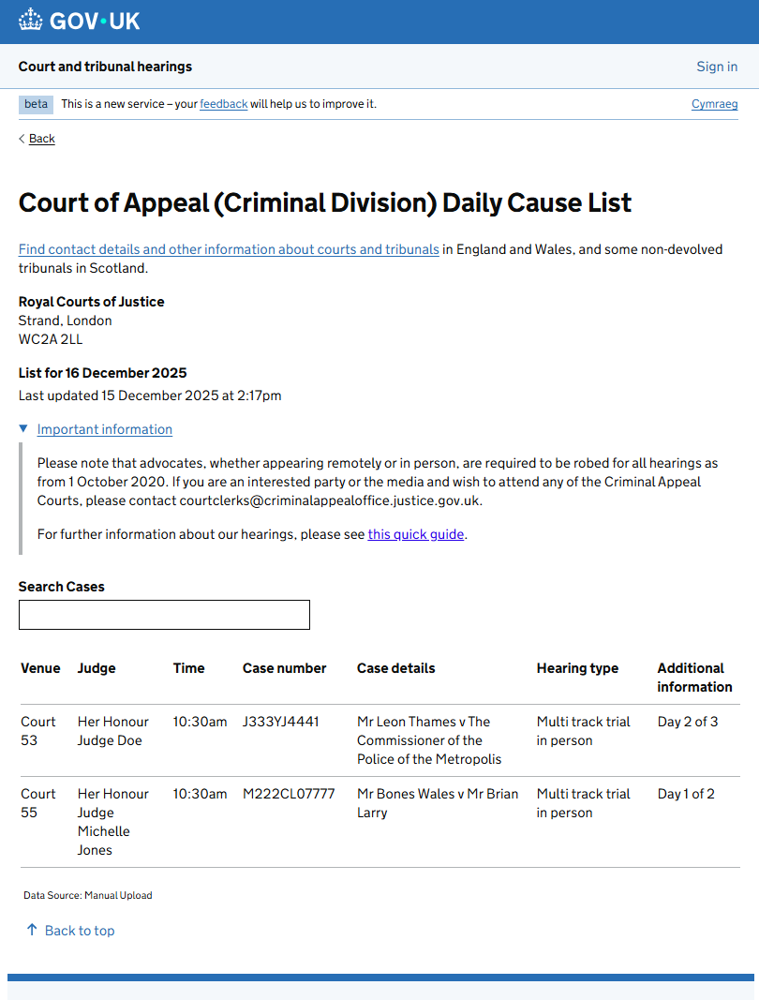 GOV·UK
Court and tribunal hearings
Sign in
beta This is a new service – your feedback will help us to improve it.
Cymraeg
Back
Court of Appeal (Criminal Division) Daily Cause List
Find contact details and other information about courts and tribunals in England and Wales, and some non-devolved
tribunals in Scotland.
Royal Courts of Justice
Strand, London
WC2A 2LL
List for 16 December 2025
Last updated 15 December 2025 at 2:17pm
Important information
Please note that advocates, whether appearing remotely or in person, are required to be robed for all hearings as
from 1 October 2020. If you are an interested party or the media and wish to attend any of the Criminal Appeal
Courts, please contact courtclerks@criminalappealoffice.justice.gov.uk.
For further information about our hearings, please see this quick guide.
Search Cases
Venue Judge Time Case number Case details Hearing type Additional
information
Court Her Honour 10:30am J333YJ4441 Mr Leon Thames v The Multi track trial Day 2 of 3
53 Judge Doe Commissioner of the in person
Police of the Metropolis
Court Her Honour 10:30am M222CL07777 Mr Bones Wales v Mr Brian Multi track trial Day 1 of 2
55 Judge Larry in person
Michelle
Jones
Data Source: Manual Upload
Back to top